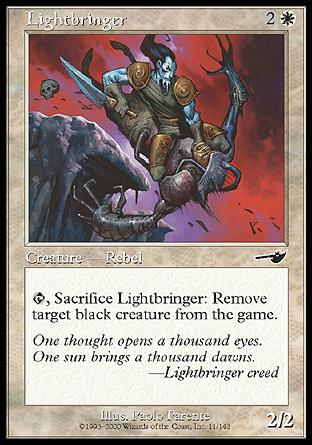 Lightbringer 2
Creature — Rebel
, Sacrifice Lightbringer: Remove
target black creature from the game.
One thought opens a thousand eyes.
One sun brings a thousand dawns.
—Lightbringer creed
Illus. Paolo Parente
2/2
© 1993–2000 Wizards of the Coast, Inc. 11/143